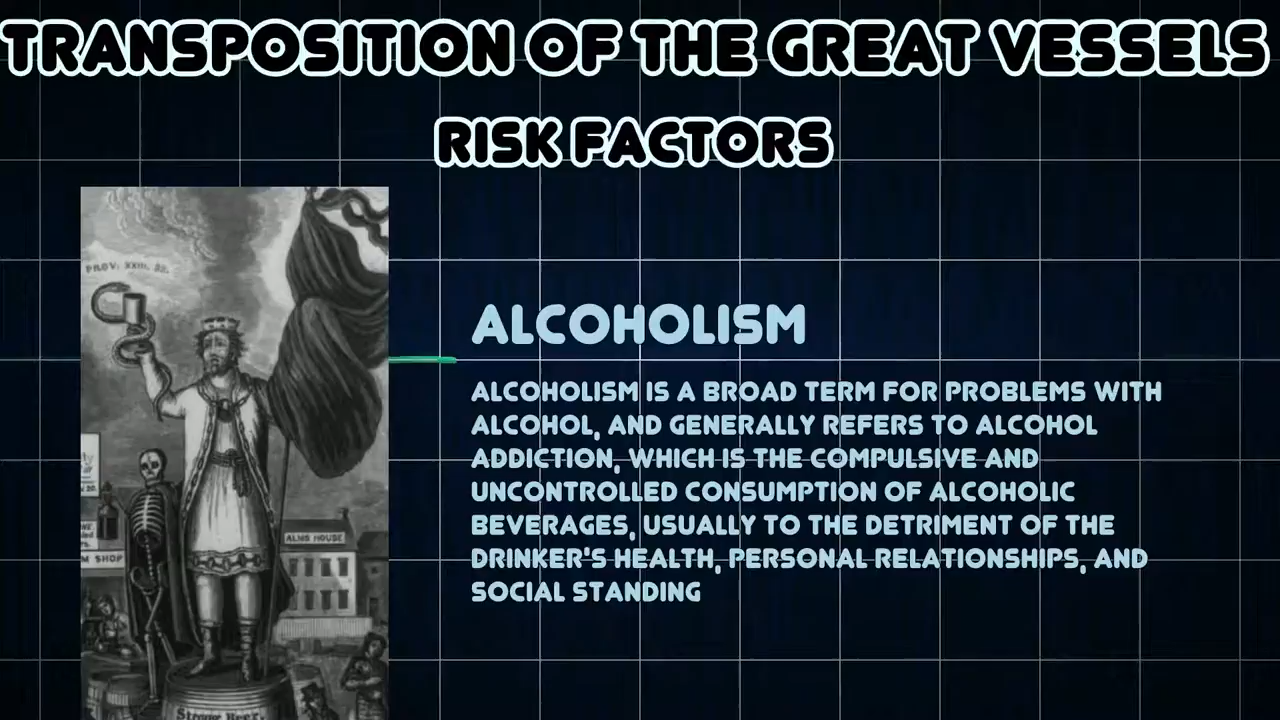 TRANSPOSITION OF THE GREAT VESSELS
RISK FACTORS
PROV: XXIII. 32.
ALCOHOLISM
ALCOHOLISM IS A BROAD TERM FOR PROBLEMS WITH
ALCOHOL, AND GENERALLY REFERS TO ALCOHOL
ADDICTION, WHICH IS THE COMPULSIVE AND
UNCONTROLLED CONSUMPTION OF ALCOHOLIC
BEVERAGES, USUALLY TO THE DETRIMENT OF THE
DRINKER'S HEALTH, PERSONAL RELATIONSHIPS, AND
SOCIAL STANDING
ALMS HOUSE
M SHOP
Strong Beer